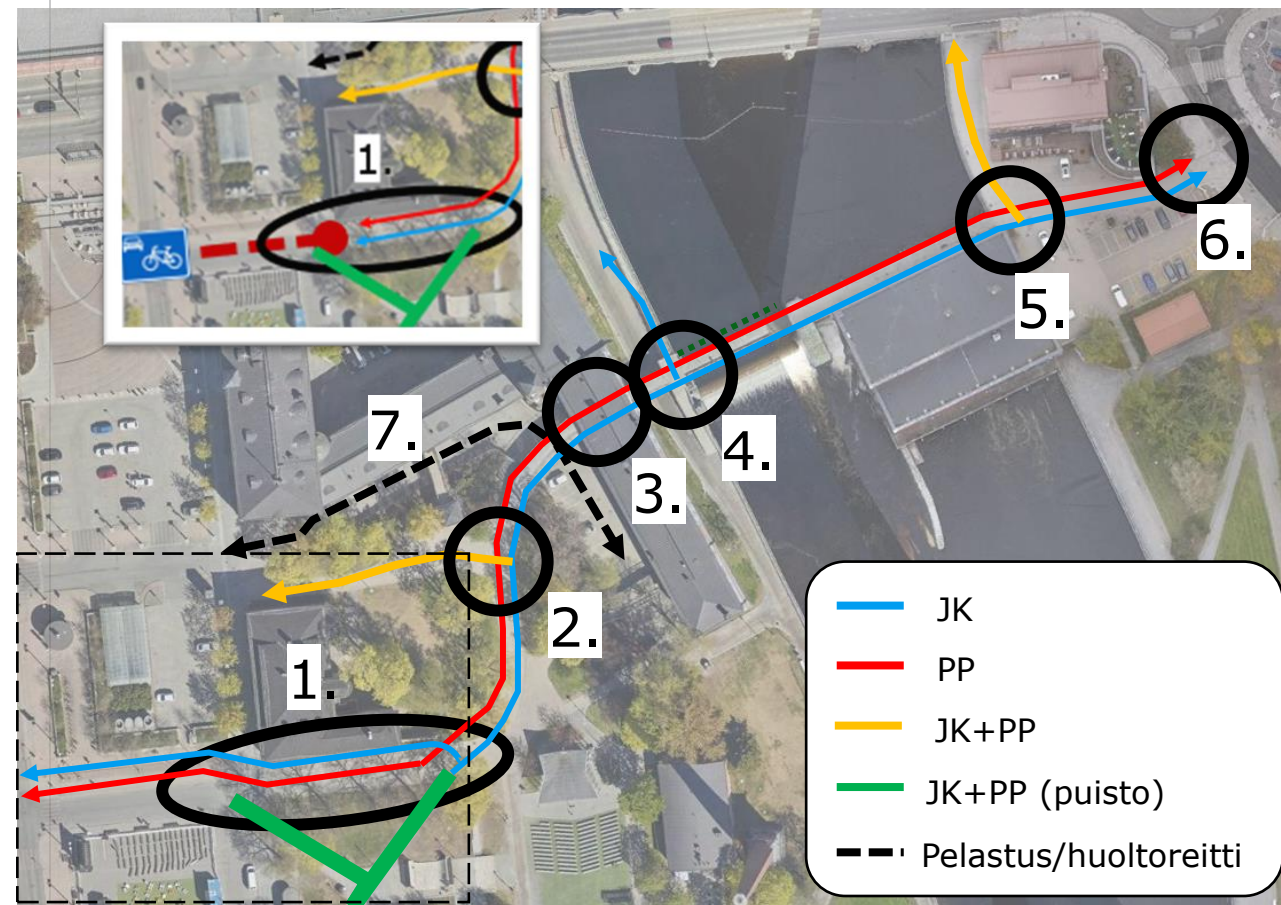 1.
6.
5.
7.
4.
3.
2.
1.
JK
PP
JK+PP
JK+PP (puisto)
Pelastus/huoltoreitti